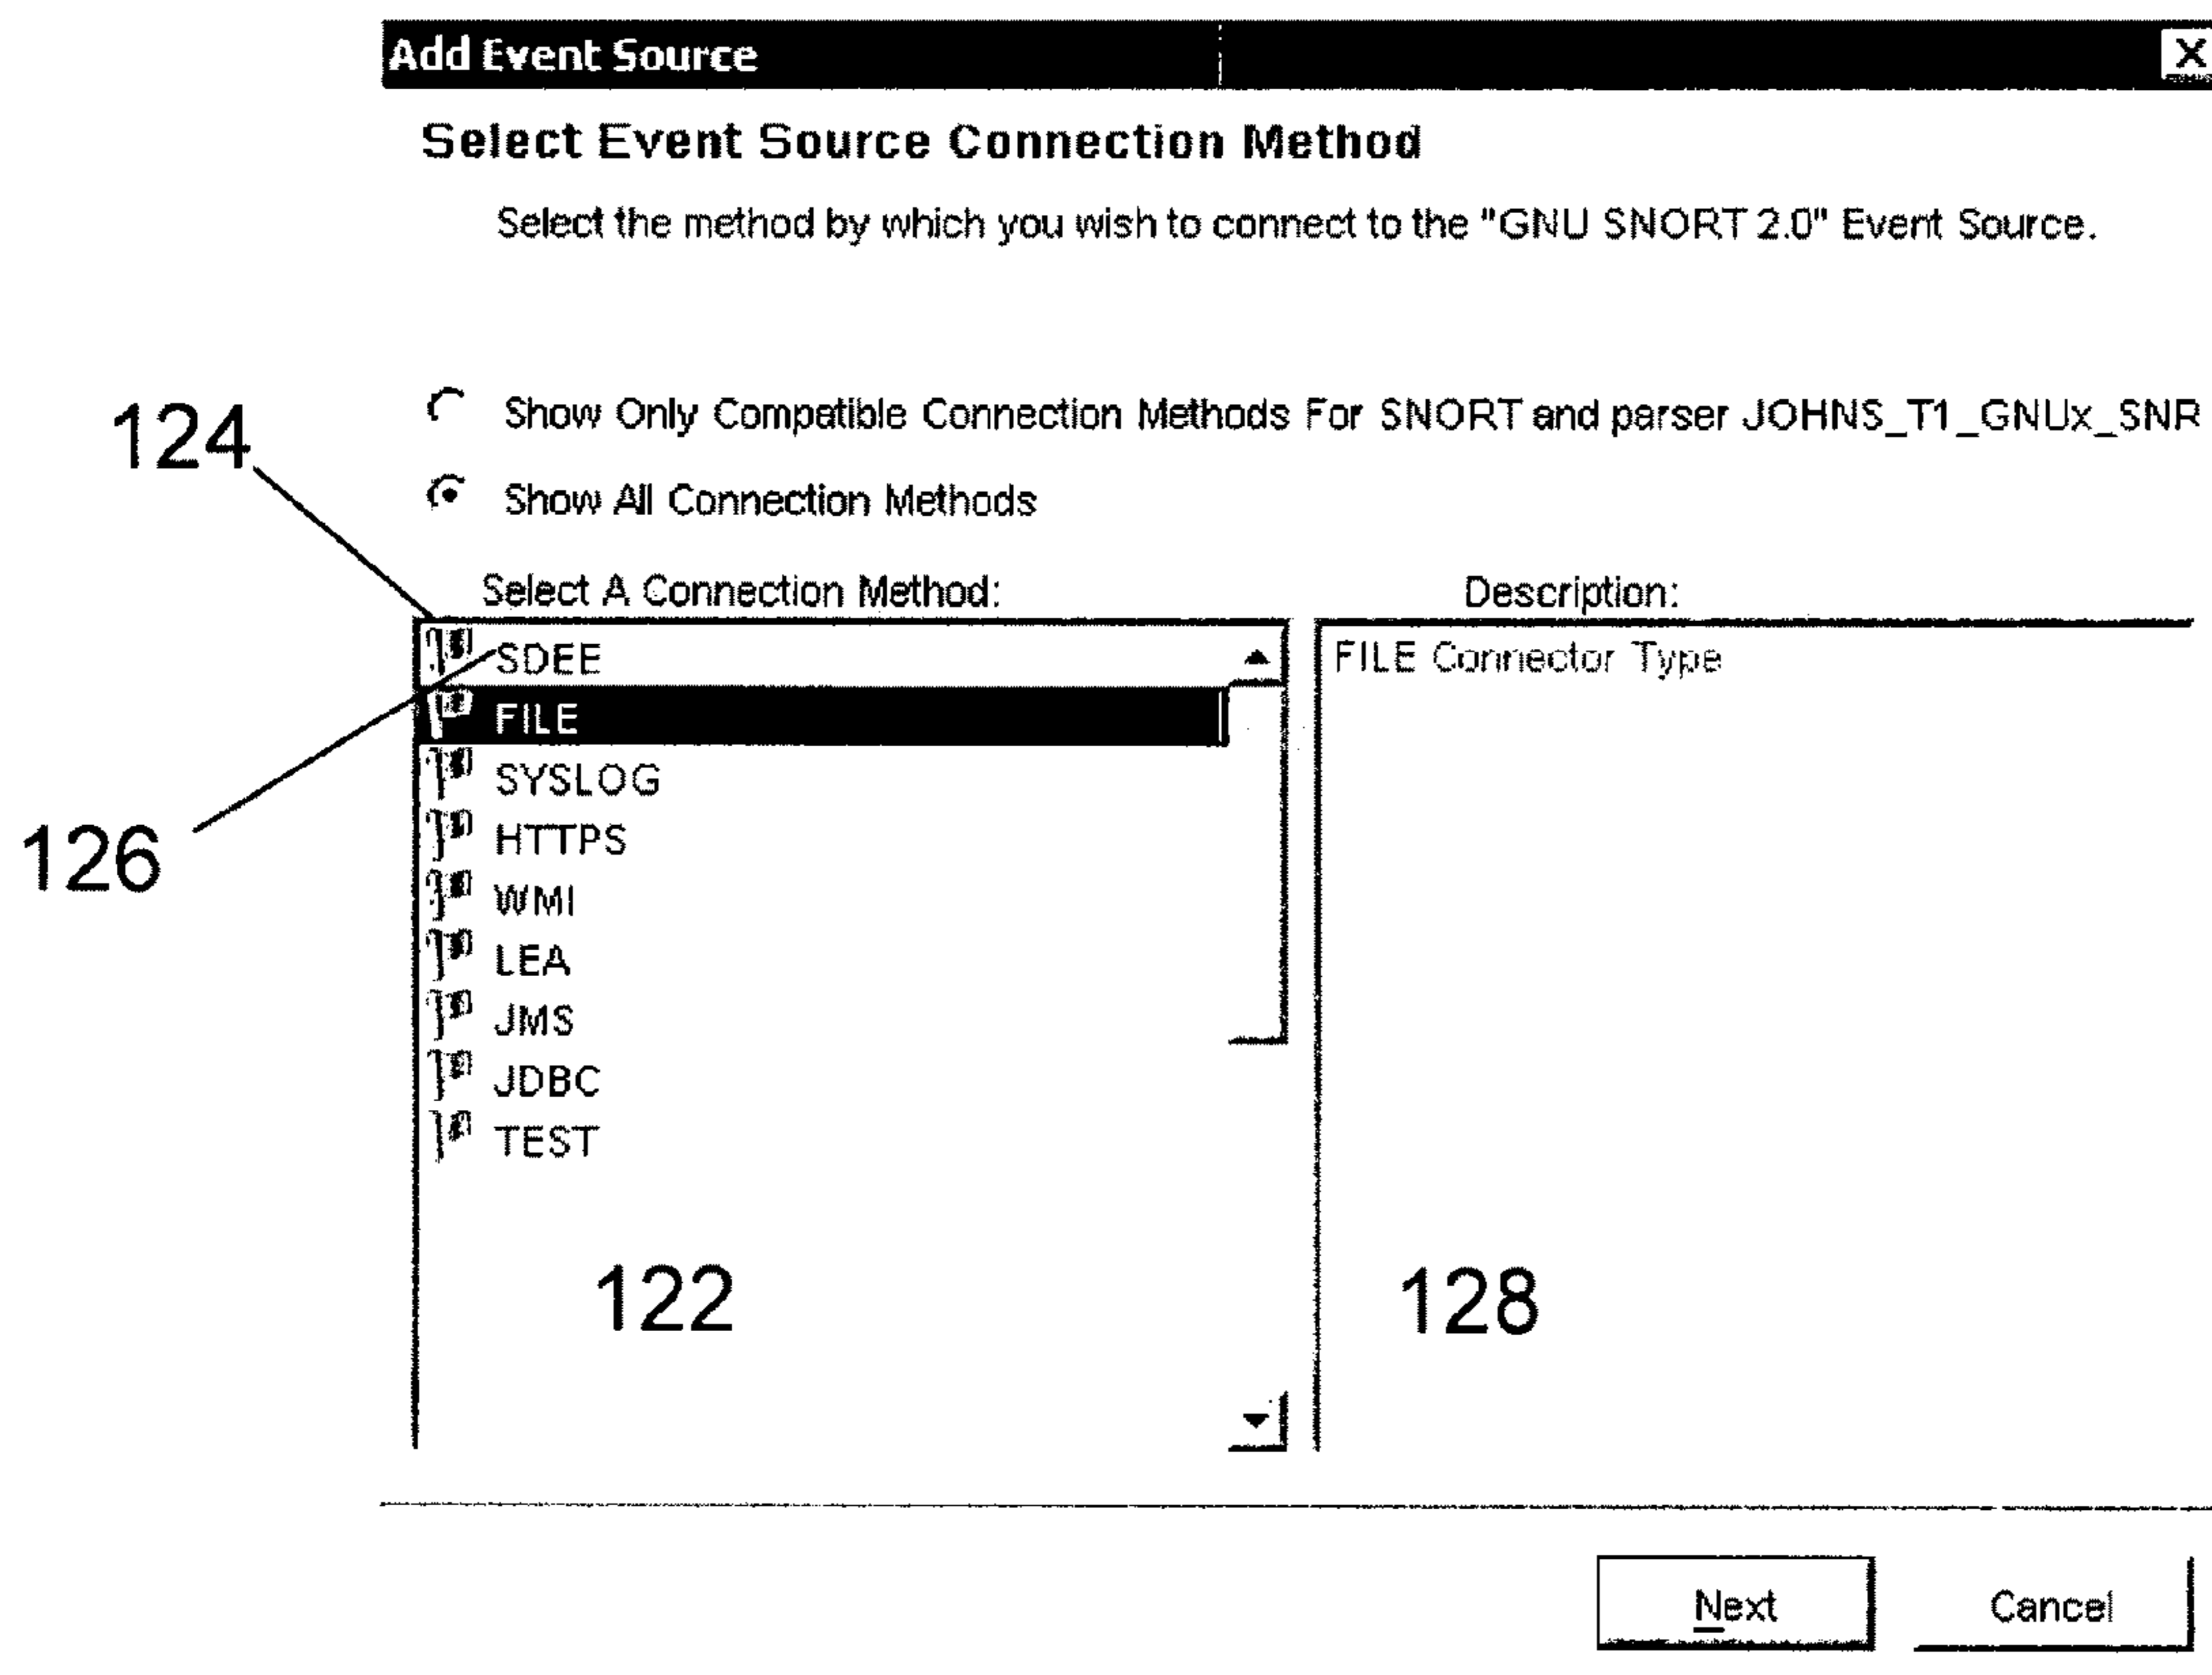 Add Event Source X
Select Event Source Connection Method
Select the method by which you wish to connect to the "GNU SNORT 2.0" Event Source.
124
Show Only Compatible Connection Methods For SNORT and parser JOHNS_T1_GNUx_SNR
Show All Connection Methods
Select A Connection Method:
Description:
SDEE
FILE Connector Type
FILE
SYSLOG
126
HTTPS
WMI
LEA
JMS
JDBC
TEST
122
128
Next
Cancel